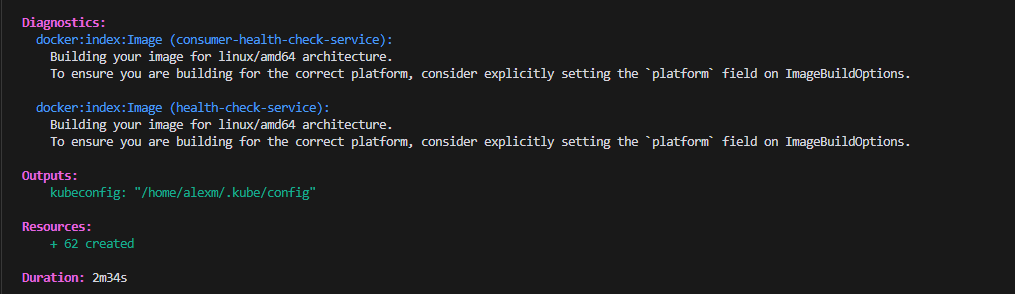 Diagnostics:
docker:index:Image (consumer-health-check-service):
Building your image for linux/amd64 architecture.
To ensure you are building for the correct platform, consider explicitly setting the `platform` field on ImageBuildOptions.
docker:index:Image (health-check-service):
Building your image for linux/amd64 architecture.
To ensure you are building for the correct platform, consider explicitly setting the `platform` field on ImageBuildOptions.
Outputs:
kubeconfig: "/home/alexm/.kube/config"
Resources:
+ 62 created
Duration: 2m34s